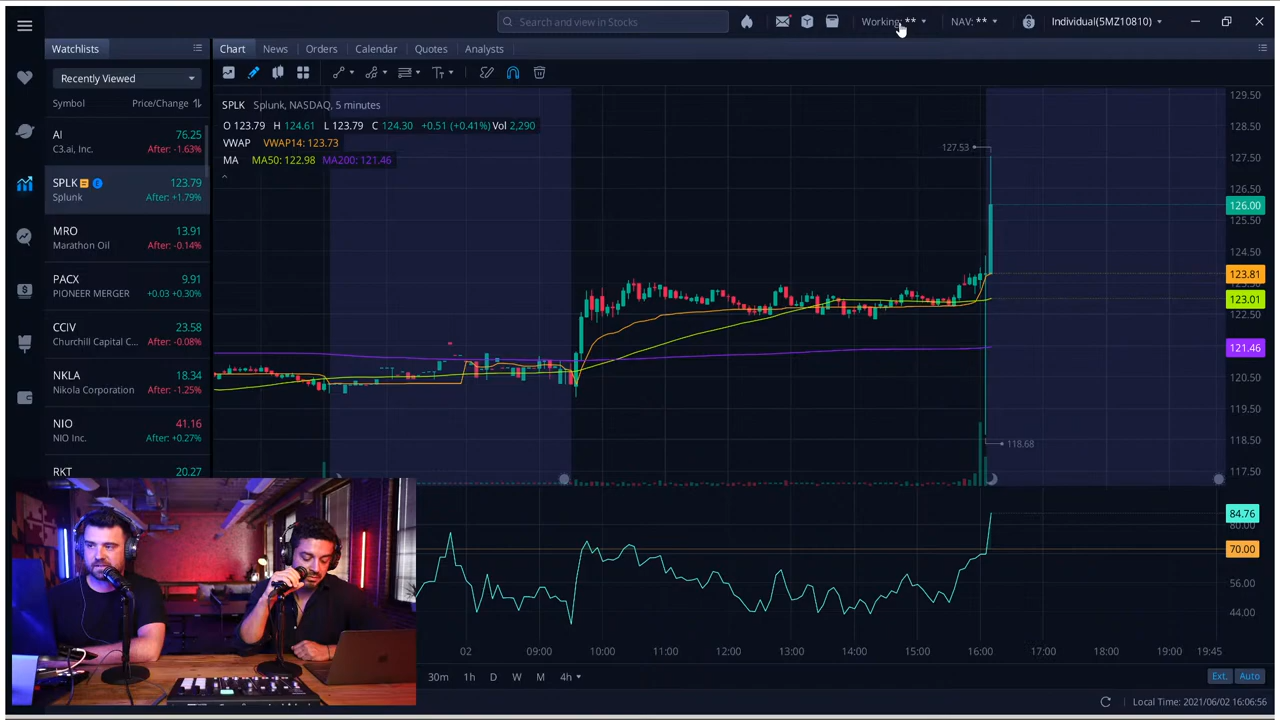 Search and view in Stocks
Working: **
NAV: **
Individual(5MZ10810)
Watchlists
Chart
News
Orders
Calendar
Quotes
Analysts
Recently Viewed
Symbol
Price/Change
AI
76.25
C3.ai, Inc.
After: -1.63%
SPLK
123.79
Splunk
After: +1.79%
MRO
13.91
Marathon Oil
After: -0.14%
PACX
9.91
PIONEER MERGER
+0.03 +0.30%
CCIV
23.58
Churchill Capital C...
After: -0.08%
NKLA
18.34
Nikola Corporation
After: -1.25%
NIO
41.16
NIO Inc.
After: +0.27%
RKT
20.27
SPLK Splunk, NASDAQ, 5 minutes
O 123.79 H 124.61 L 123.79 C 124.30 +0.51 (+0.41%) Vol 2,290
VWAP VWAP14: 123.73
MA MA50: 122.98 MA200: 121.46
127.53
118.68
129.50
128.50
127.50
126.50
126.00
125.50
124.50
123.81
123.01
122.50
121.46
120.50
119.50
118.50
117.50
84.76
80.00
70.00
56.00
44.00
02
09:00
10:00
11:00
12:00
13:00
14:00
15:00
16:00
17:00
18:00
19:00
19:45
30m
1h
D
W
M
4h
Ext.
Auto
Local Time: 2021/06/02 16:06:56